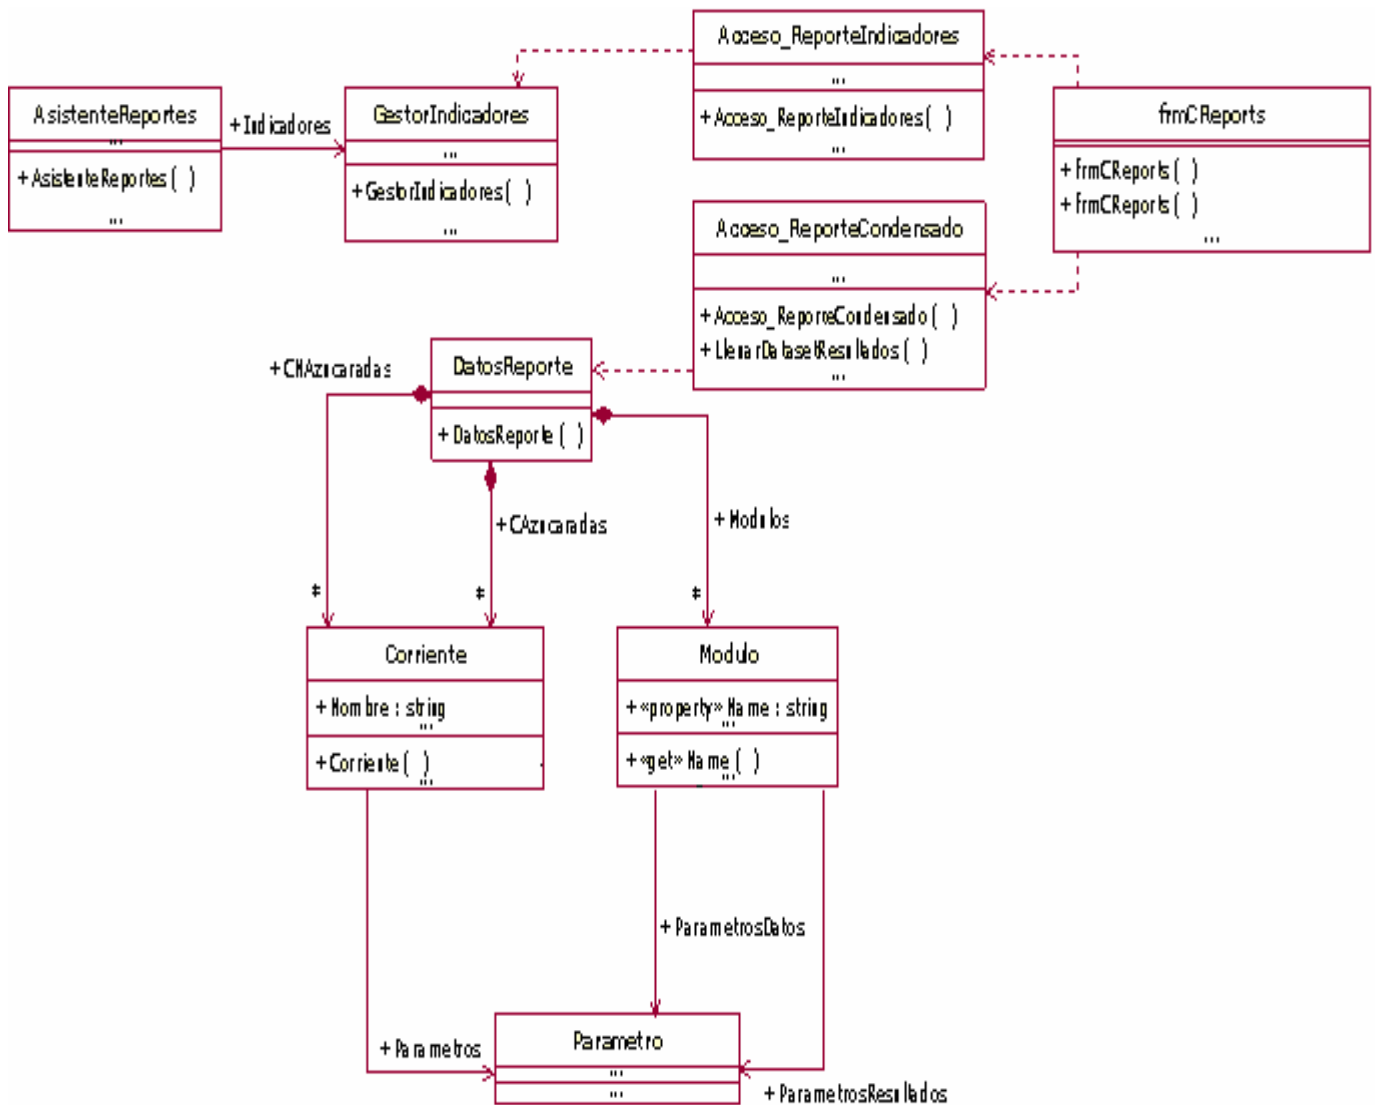 AsistenteReportes
...
+ AsistenteReportes( )
...
+ Indicadores
GestorIndicadores
...
+ GestorIndicadores( )
...
Acceso_ReporteIndicadores
...
+ Acceso_ReporteIndicadores( )
...
frmCReports
+ frmCReports( )
+ frmCReports( )
...
Acceso_ReporteCondensado
...
+ Acceso_ReporteCondensado( )
+ LlenarDatasetResultados( )
...
+ CNAzucaradas
DatosReporte
+ DatosReporte( )
+ CAzucaradas
+ Modulos
*
*
*
Corriente
+ Nombre : string
...
+ Corriente( )
...
Modulo
+ «property» Name : string
...
+ «get» Name( )
...
+ ParametrosDatos
+ Parametros
Parametro
...
...
+ ParametrosResultados